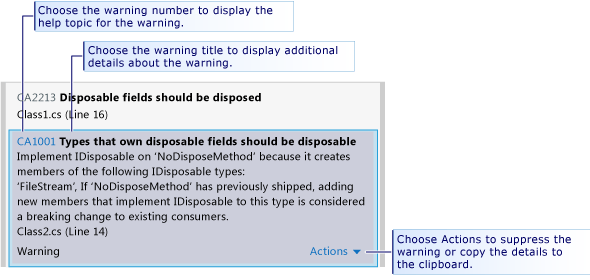 Choose the warning number to display the
help topic for the warning.
Choose the warning title to display additional
details about the warning.
CA2213 Disposable fields should be disposed
Class1.cs (Line 16)
CA1001 Types that own disposable fields should be disposable
Implement IDisposable on 'NoDisposeMethod' because it creates
members of the following IDisposable types:
'FileStream', If 'NoDisposeMethod' has previously shipped, adding
new members that implement IDisposable to this type is considered
a breaking change to existing consumers.
Class2.cs (Line 14)
Warning
Actions
Choose Actions to suppress the
warning or copy the details to
the clipboard.